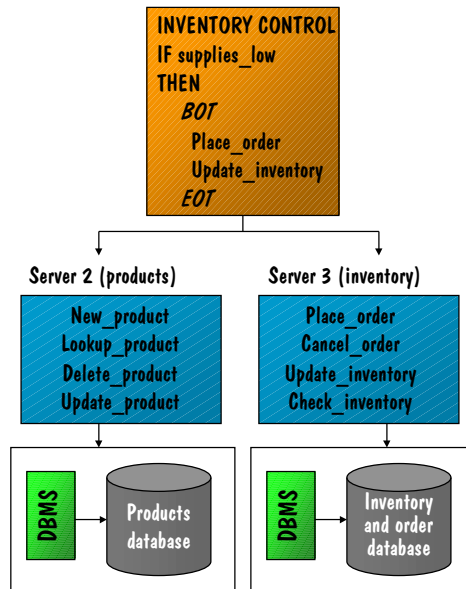 INVENTORY CONTROL
IF supplies_low
THEN
BOT
Place_order
Update_inventory
EOT
Server 2 (products)
New_product
Lookup_product
Delete_product
Update_product
DBMS
Products
database
Server 3 (inventory)
Place_order
Cancel_order
Update_inventory
Check_inventory
DBMS
Inventory
and order
database